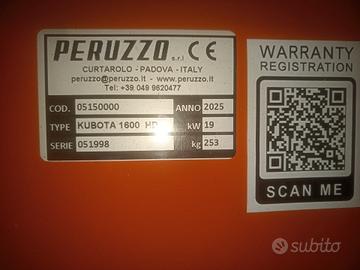 PERUZZO s.r.l CE
CURTAROLO - PADOVA - ITALY
peruzzo@peruzzo.it - peruzzo.it
Tel: +39 049 9620477
COD. 05150000 ANNO 2025
TYPE KUBOTA 1600 HD kW 19
SERIE 051998 kg 253
WARRANTY
REGISTRATION
SCAN ME
subito